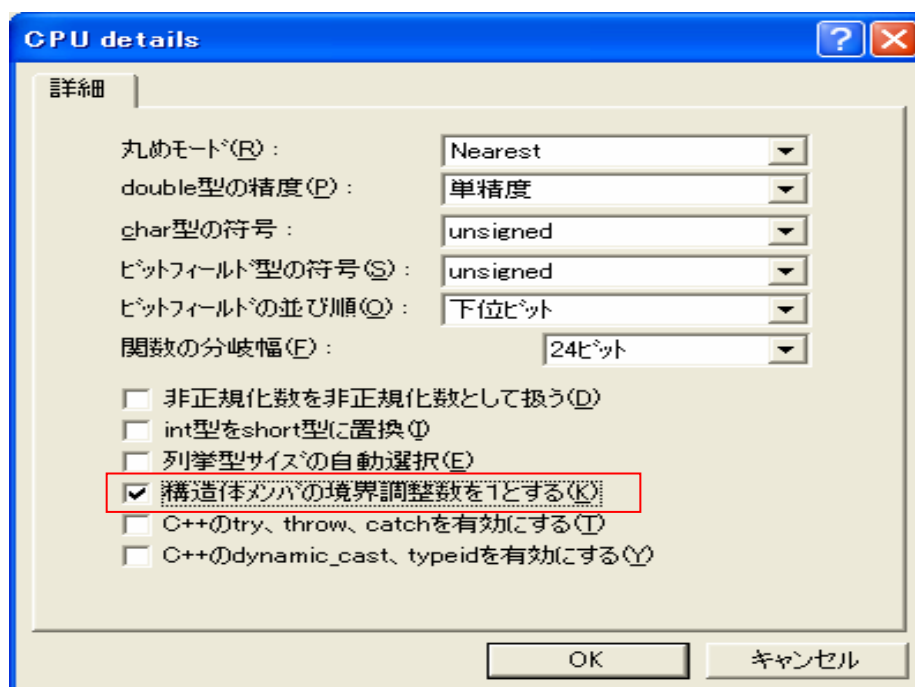 CPU details
詳細
丸めモード(R) :
Nearest
double型の精度(P) :
単精度
char型の符号 :
unsigned
ビットフィールド型の符号(S) :
unsigned
ビットフィールドの並び順(O) :
下位ビット
関数の分岐幅(F) :
24ビット
非正規化数を非正規化数として扱う(D)
int型をshort型に置換(I)
列挙型サイズの自動選択(E)
構造体メンバの境界調整数を1とする(K)
C++のtry、throw、catchを有効にする(T)
C++のdynamic_cast、typeidを有効にする(Y)
OK
キャンセル